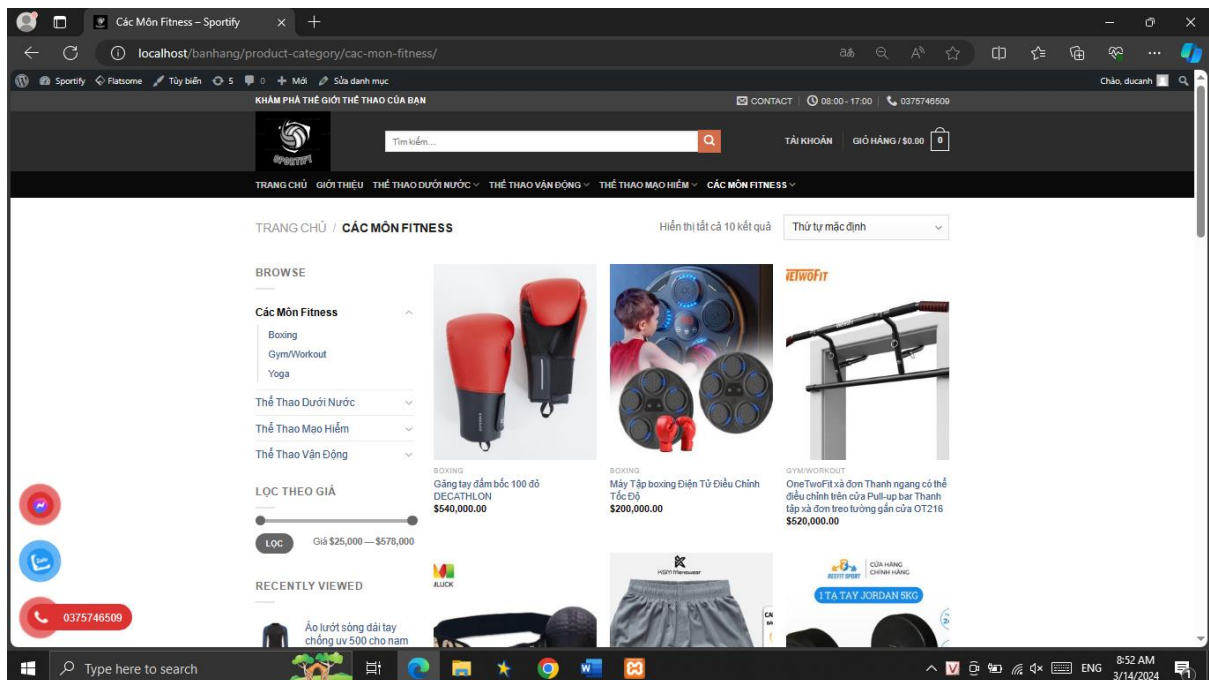 Các Môn Fitness – Sportify
localhost/banhang/product-category/cac-mon-fitness/
Sportify Flatsome Tùy biến 5 0 Mới Sửa danh mục Chào, ducanh
KHÁM PHÁ THẾ GIỚI THỂ THAO CỦA BẠN CONTACT 08:00 - 17:00 0375746509
SPORTIFY
Tìm kiếm... TÀI KHOẢN GIỎ HÀNG / $0.00 0
TRANG CHỦ GIỚI THIỆU THỂ THAO DƯỚI NƯỚC THỂ THAO VẬN ĐỘNG THỂ THAO MẠO HIỂM CÁC MÔN FITNESS
TRANG CHỦ / CÁC MÔN FITNESS Hiển thị tất cả 10 kết quả Thứ tự mặc định
BROWSE
Các Môn Fitness
Boxing
Gym/Workout
Yoga
Thể Thao Dưới Nước
Thể Thao Mạo Hiểm
Thể Thao Vận Động
LỌC THEO GIÁ
LỌC Giá $25,000 — $578,000
RECENTLY VIEWED
Áo lướt sóng dài tay
chống uv 500 cho nam
BOXING
Găng tay đấm bốc 100 đỏ
DECATHLON
$540,000.00
BOXING
Máy Tập boxing Điện Tử Điều Chỉnh
Tốc Độ
$200,000.00
NETWOFIT
GYM/WORKOUT
OneTwoFit xà đơn Thanh ngang có thể
điều chỉnh trên cửa Pull-up bar Thanh
tập xà đơn treo tường gắn cửa OT216
$520,000.00
JLUCK
KSM Menswear
BEEFIT SPORT
CỬA HÀNG
CHÍNH HÃNG
1 TẠ TAY JORDAN 5KG
Zalo
0375746509
Type here to search
ENG
8:52 AM
3/14/2024